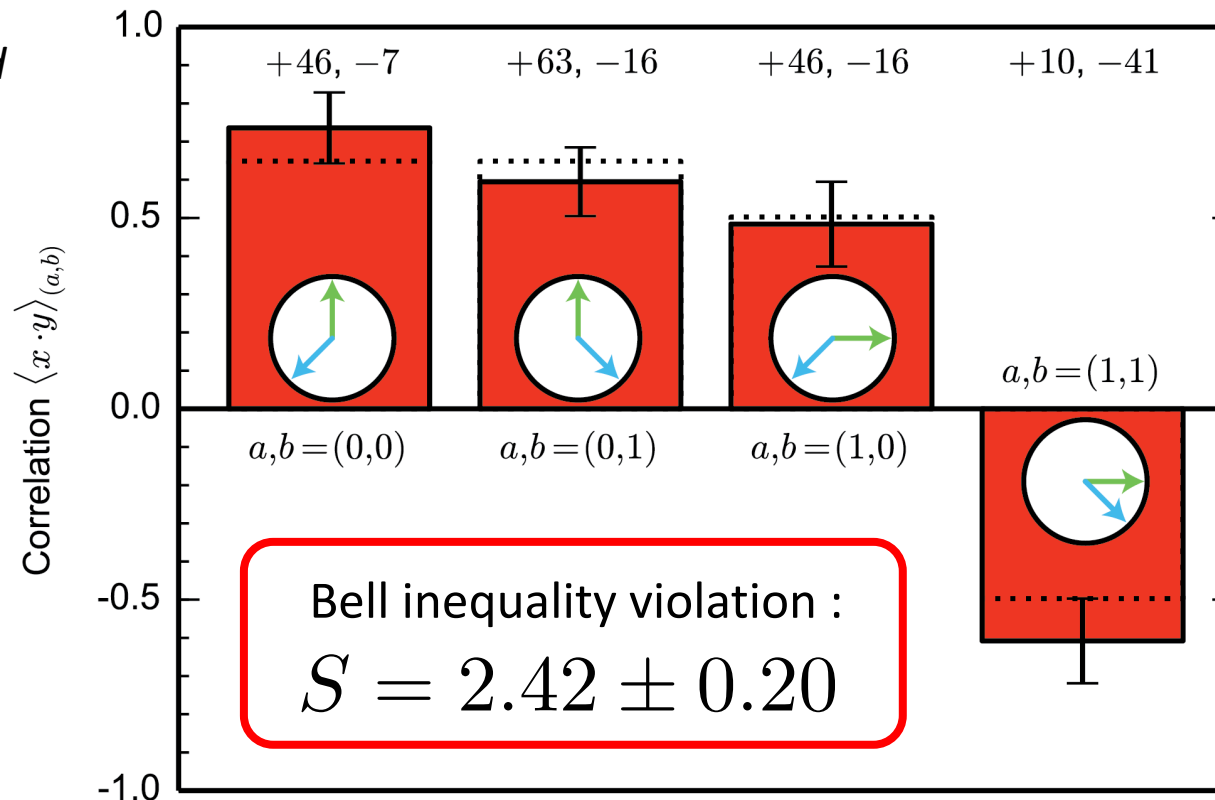 1.0
+46, −7 +63, −16 +46, −16 +10, −41
0.5
Correlation ⟨x·y⟩(a,b)
a,b=(1,1)
0.0
a,b=(0,0) a,b=(0,1) a,b=(1,0)
-0.5
Bell inequality violation :
S = 2.42 ± 0.20
-1.0